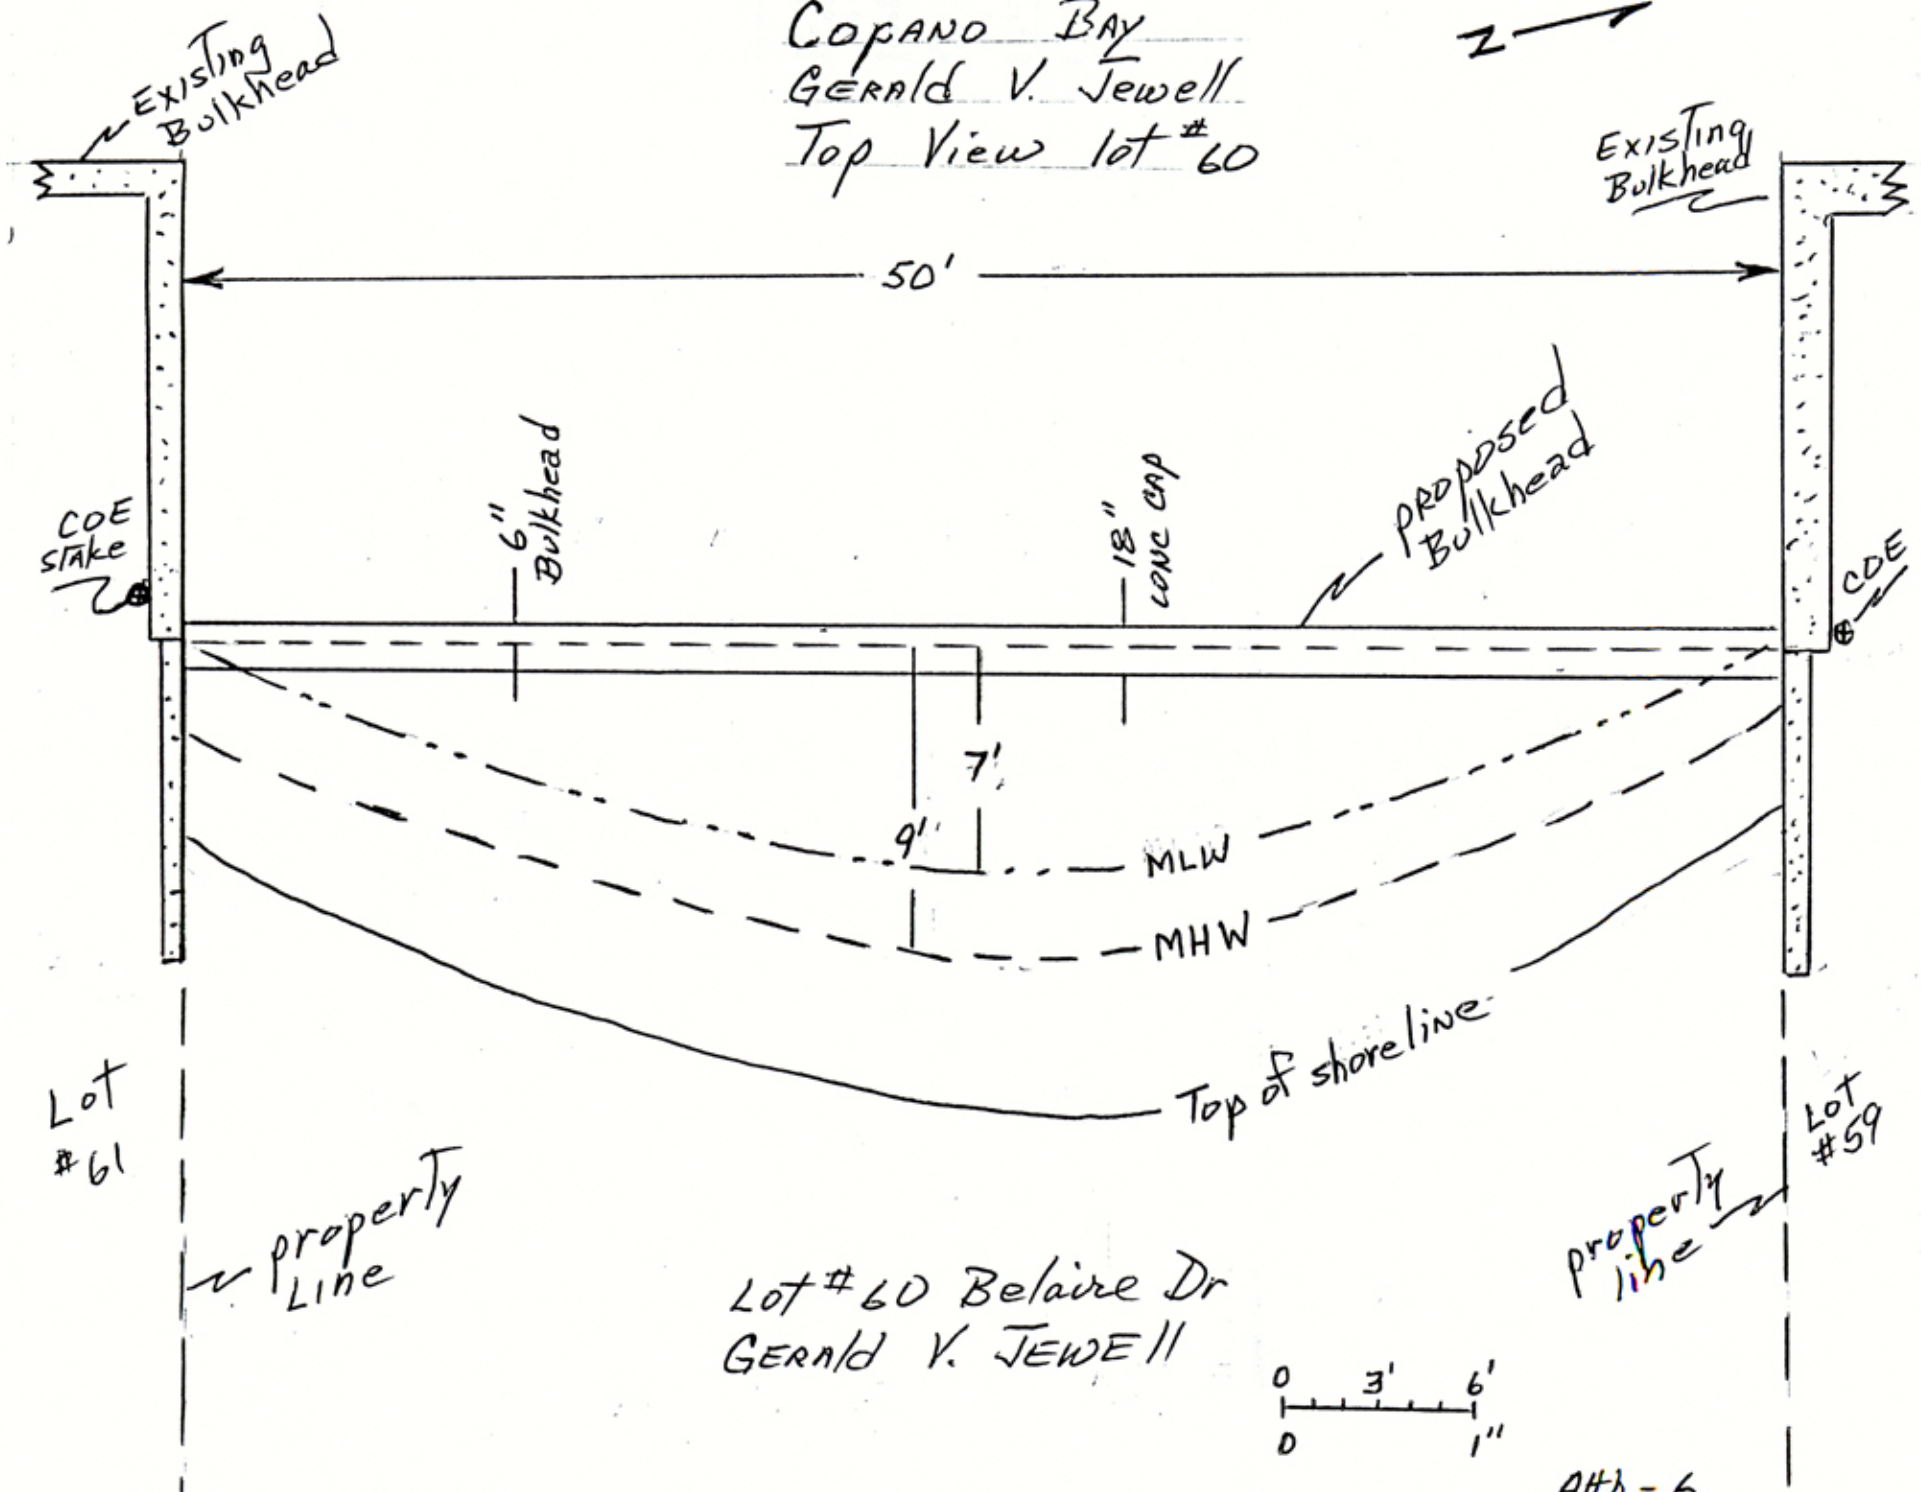 Copano Bay
Gerald V. Jewell
Top View lot #60
N
Existing
Bulkhead
Existing
Bulkhead
50'
6"
Bulkhead
18"
conc cap
proposed
Bulkhead
COE
stake
COE
7'
9'
MLW
MHW
Top of shoreline
Lot
#61
Lot
#59
property
Line
property
line
Lot #60 Belaire Dr
Gerald V. Jewell
0 3' 6'
0 1"